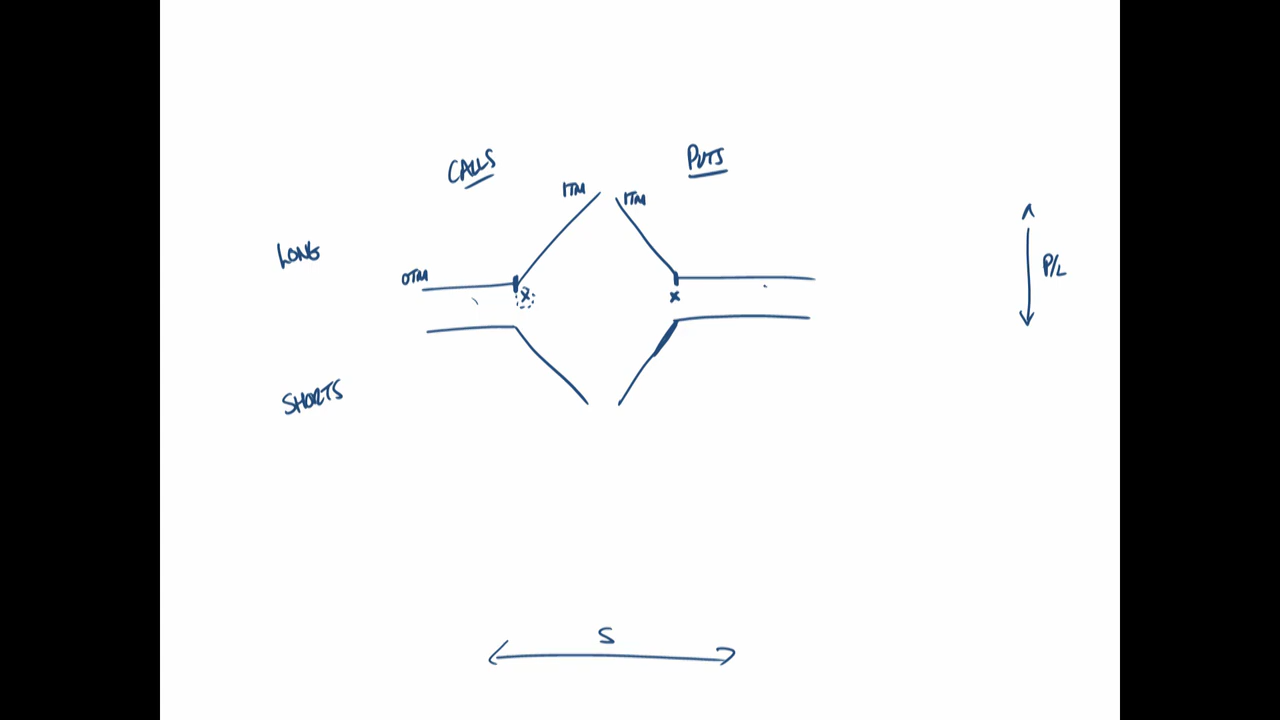 CALLS
PUTS
ITM
ITM
LONG
OTM
P/L
X
X
SHORTS
S